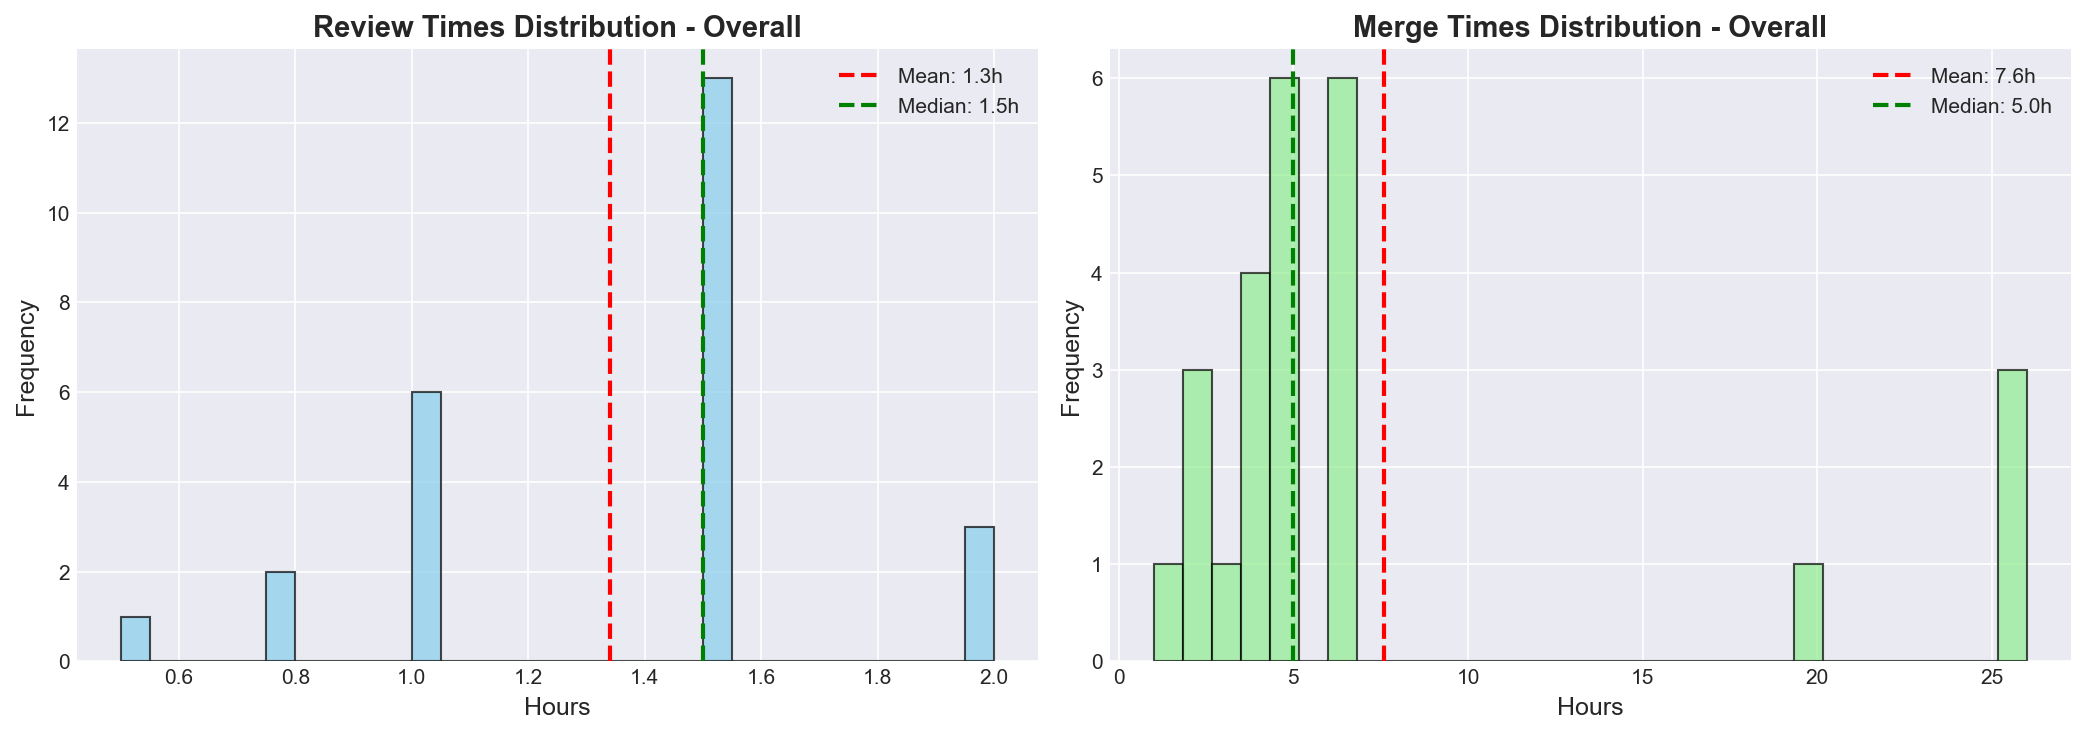 Review Times Distribution - Overall
Mean: 1.3h
Median: 1.5h
Frequency
12
10
8
6
4
2
0
0.6 0.8 1.0 1.2 1.4 1.6 1.8 2.0
Hours
Merge Times Distribution - Overall
Mean: 7.6h
Median: 5.0h
Frequency
6
5
4
3
2
1
0
0 5 10 15 20 25
Hours